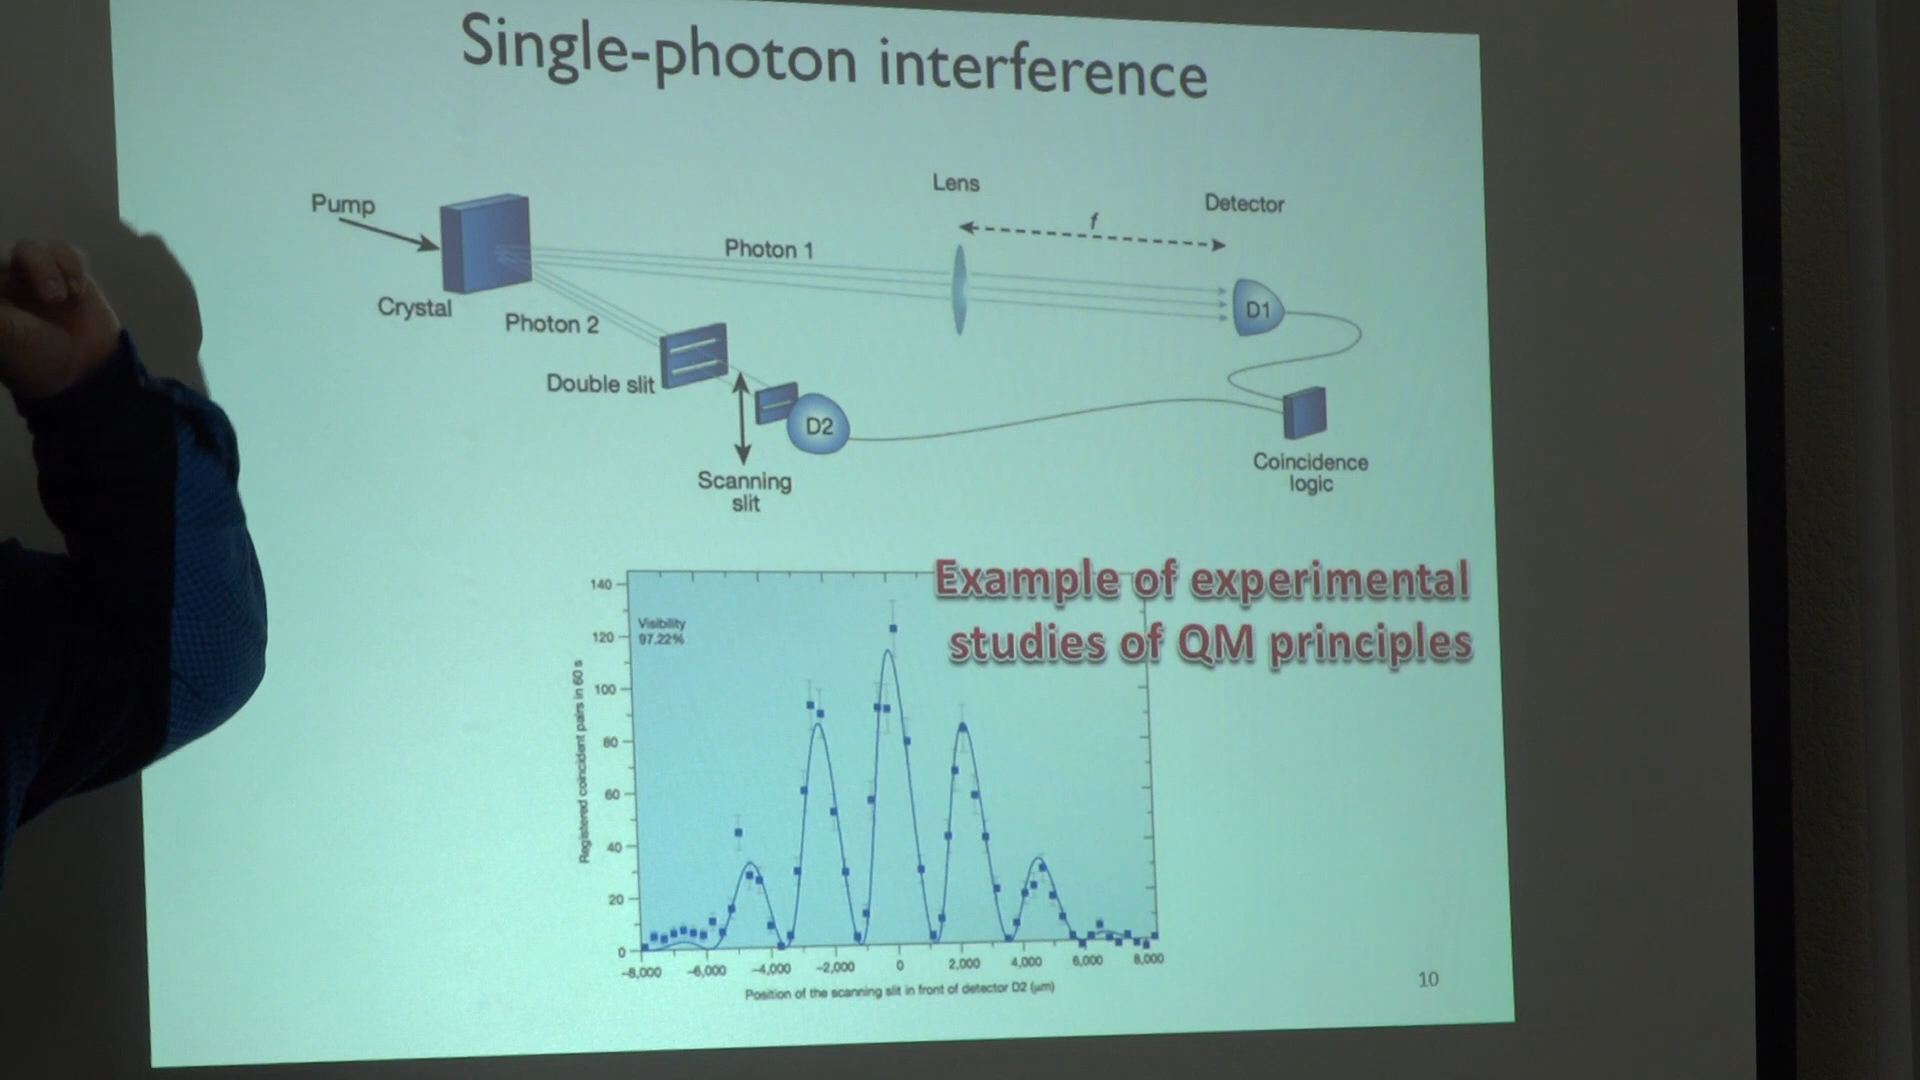 Single-photon interference
Lens
Detector
Pump
f
Photon 1
Crystal
Photon 2
D1
Double slit
D2
Scanning
slit
Coincidence
logic
Example of experimental
studies of QM principles
Visibility
97.22%
Registered coincident pairs in 60 s
140
120
100
80
60
40
20
0
–8,000 –6,000 –4,000 –2,000 0 2,000 4,000 6,000 8,000
Position of the scanning slit in front of detector D2 (μm)
10